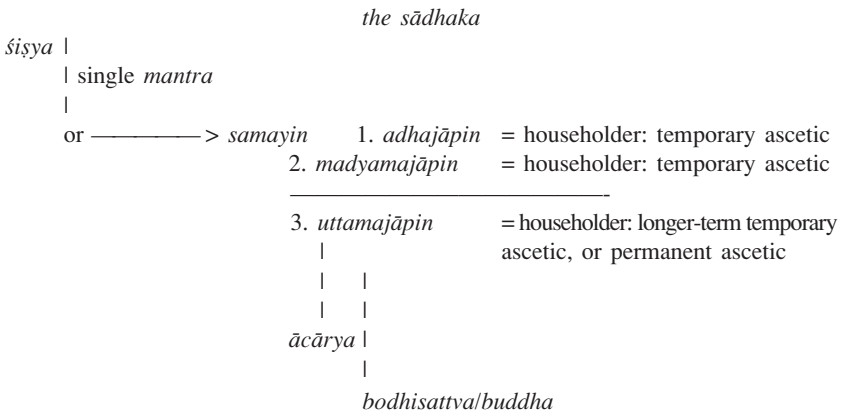 the sādhaka
śiṣya |
| single mantra
|
or —————> samayin 1. adhajāpin = householder: temporary ascetic
2. madyamajāpin = householder: temporary ascetic
——————————————-
3. uttamajāpin = householder: longer-term temporary
| ascetic, or permanent ascetic
| |
| |
ācārya |
|
bodhisattva/buddha